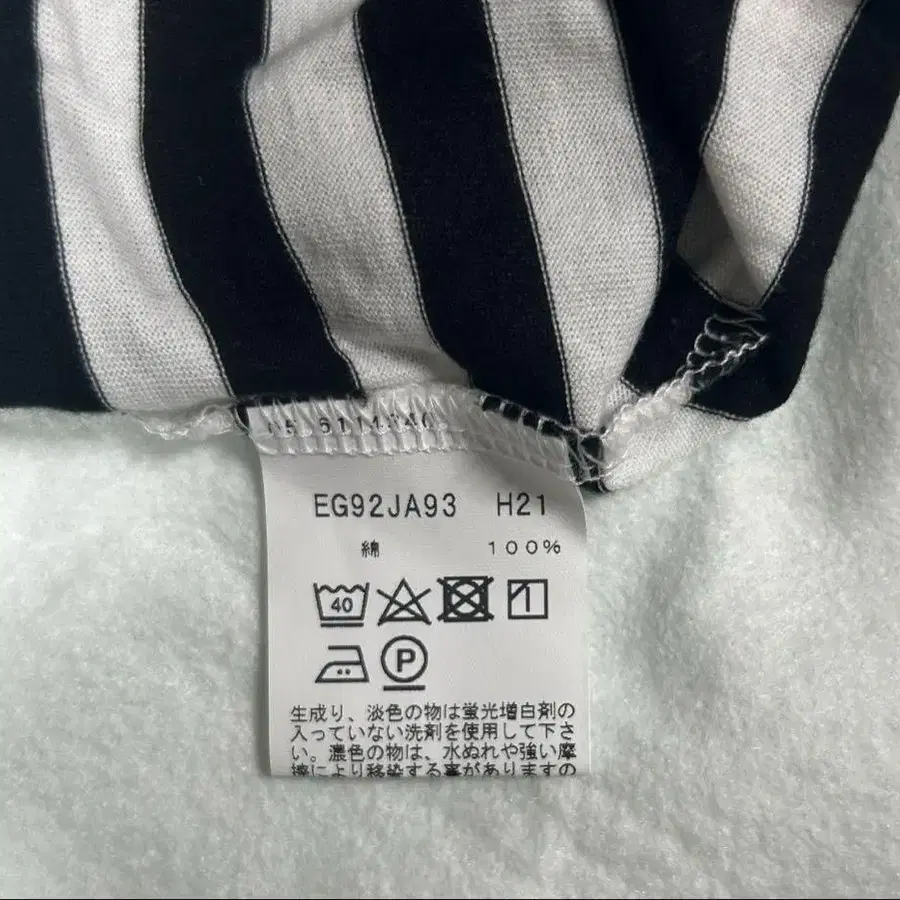 EG92JA93 H21
綿 100%
40
P
生成り、淡色の物は蛍光増白剤の
入っていない洗剤を使用して下さ
い。濃色の物は、水ぬれや強い摩
擦により移染する事がありますの